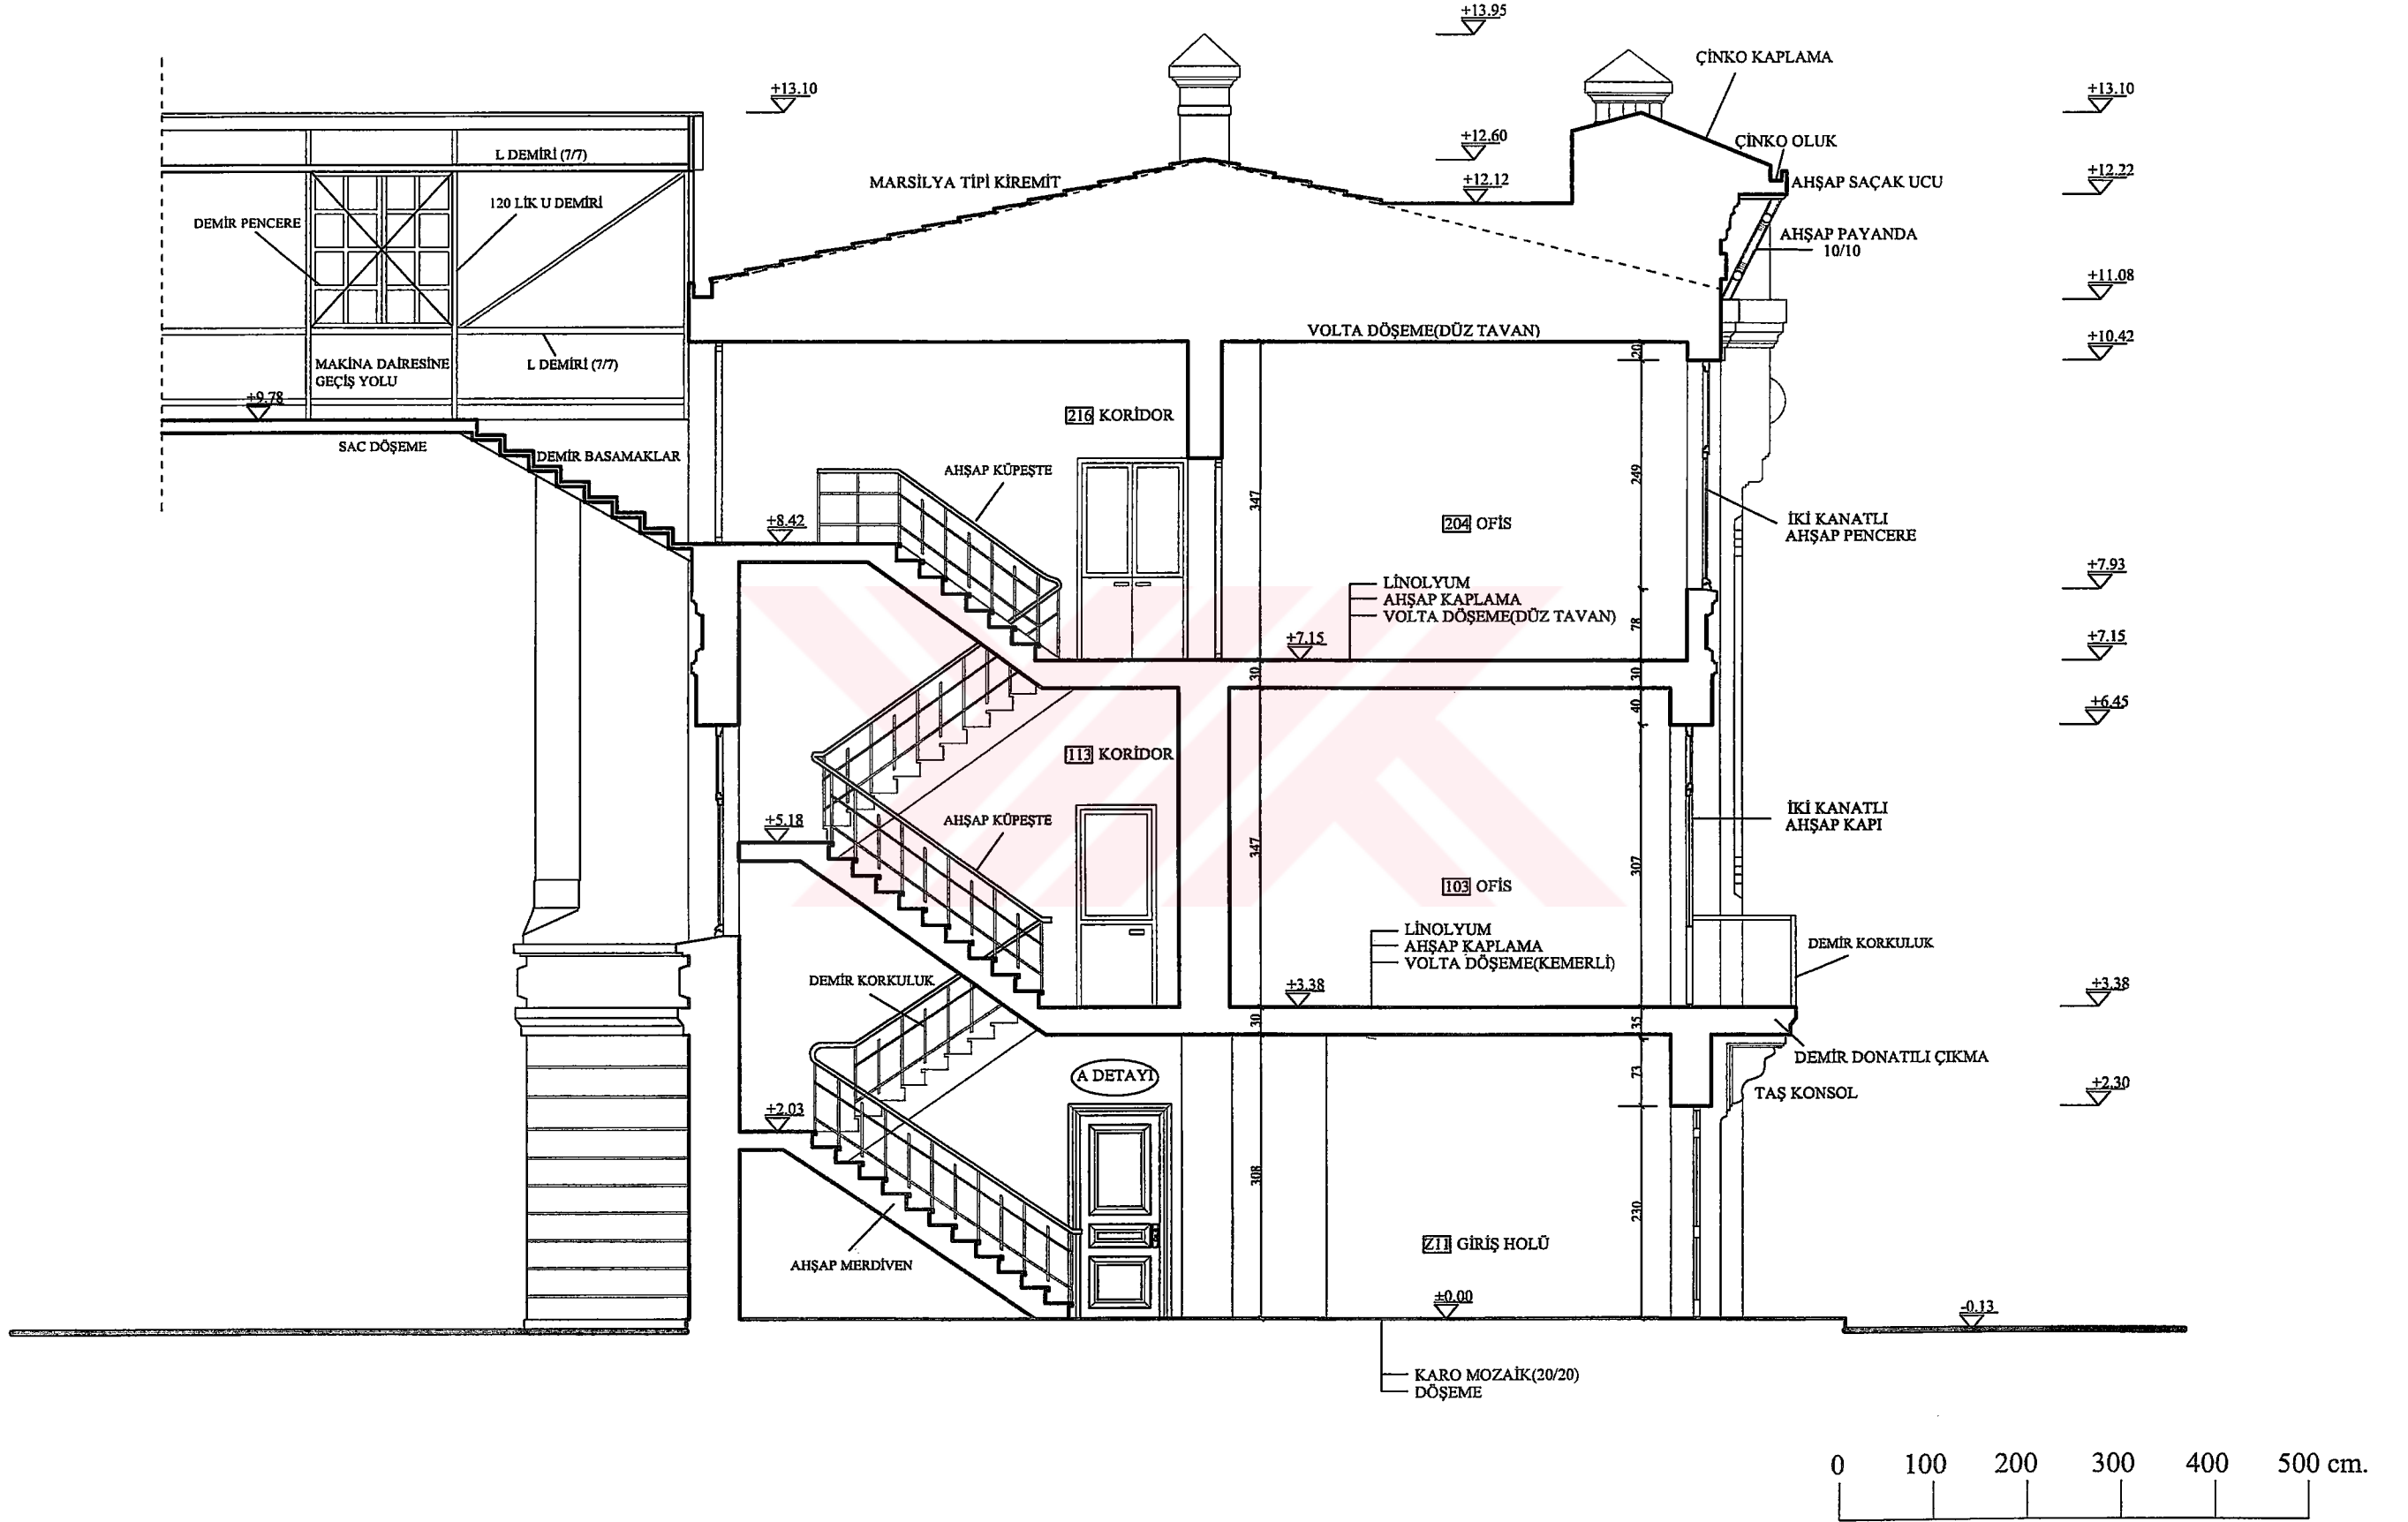 +13.95
ÇİNKO KAPLAMA
+13.10
+13.10
+12.60
ÇİNKO OLUK
L DEMİRİ (7/7)
MARSİLYA TİPİ KİREMİT
+12.12
AHŞAP SAÇAK UCU
+12.22
DEMİR PENCERE
120 LİK U DEMİRİ
AHŞAP PAYANDA
10/10
+11.08
VOLTA DÖŞEME(DÜZ TAVAN)
+10.42
20
MAKİNA DAİRESİNE
GEÇİŞ YOLU
L DEMİRİ (7/7)
+9.78
216 KORİDOR
SAC DÖŞEME
DEMİR BASAMAKLAR
AHŞAP KÜPEŞTE
249
347
+8.42
204 OFİS
İKİ KANATLI
AHŞAP PENCERE
+7.93
LİNOLYUM
AHŞAP KAPLAMA
VOLTA DÖŞEME(DÜZ TAVAN)
78
+7.15
+7.15
30
30
40
+6.45
113 KORİDOR
+5.18
AHŞAP KÜPEŞTE
347
İKİ KANATLI
AHŞAP KAPI
307
103 OFİS
LİNOLYUM
AHŞAP KAPLAMA
VOLTA DÖŞEME(KEMERLİ)
DEMİR KORKULUK
DEMİR KORKULUK
+3.38
+3.38
30
35
DEMİR DONATILI ÇIKMA
A DETAYI
73
TAŞ KONSOL
+2.30
+2.03
308
230
Z11 GİRİŞ HOLÜ
AHŞAP MERDİVEN
±0.00
-0.13
KARO MOZAİK(20/20)
DÖŞEME
0 100 200 300 400 500 cm.